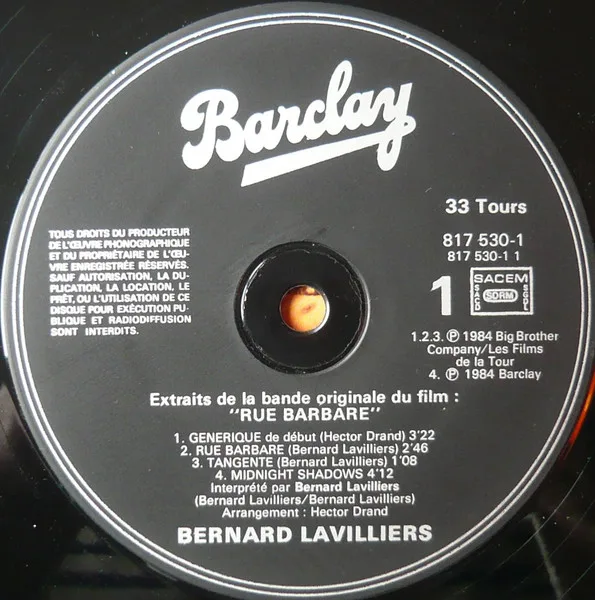 Barclay
33 Tours
817 530-1
817 530-1 1
1
SACEM
SACD
SDRM
SGDL
1.2.3. ℗ 1984 Big Brother
Company/Les Films
de la Tour
4. ℗ 1984 Barclay
TOUS DROITS DU PRODUCTEUR
DE L'ŒUVRE PHONOGRAPHIQUE
ET DU PROPRIÉTAIRE DE L'ŒU-
VRE ENREGISTRÉE RÉSERVÉS.
SAUF AUTORISATION, LA DU-
PLICATION, LA LOCATION, LE
PRÊT, OU L'UTILISATION DE CE
DISQUE POUR EXÉCUTION PU-
BLIQUE ET RADIODIFFUSION
SONT INTERDITS.
Extraits de la bande originale du film :
"RUE BARBARE"
1. GENERIQUE de début (Hector Drand) 3'22
2. RUE BARBARE (Bernard Lavilliers) 2'46
3. TANGENTE (Bernard Lavilliers) 1'08
4. MIDNIGHT SHADOWS 4'12
Interprété par Bernard Lavilliers
(Bernard Lavilliers/Bernard Lavilliers)
Arrangement : Hector Drand
BERNARD LAVILLIERS